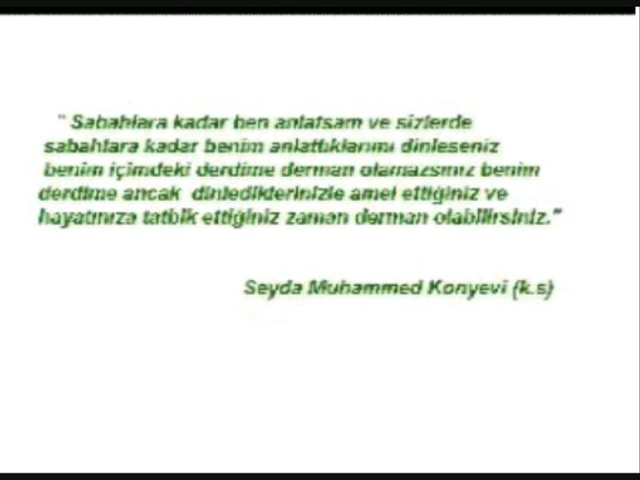 " Sabahlara kadar ben anlatsam ve sizlerde
sabahlara kadar benim anlattıklarımı dinleseniz
benim içimdeki derdime derman olamazsınız benim
derdime ancak dinlediklerinizle amel ettiğiniz ve
hayatınıza tatbik ettiğiniz zaman derman olabilirsiniz."
Seyda Muhammed Konyevi (k.s)